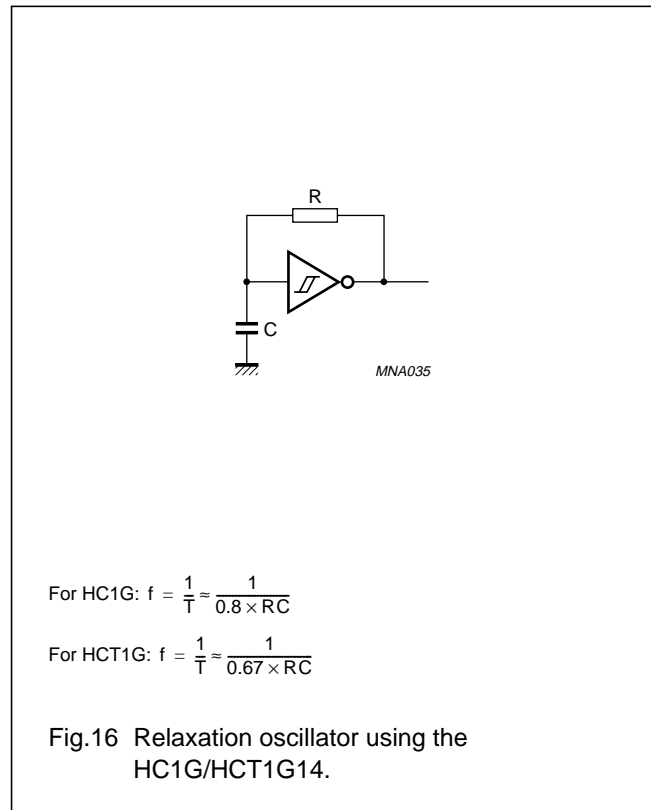 R
C
MNA035
For HC1G: f = 1/T ≈ 1/(0.8 × RC)
For HCT1G: f = 1/T ≈ 1/(0.67 × RC)
Fig.16 Relaxation oscillator using the
HC1G/HCT1G14.